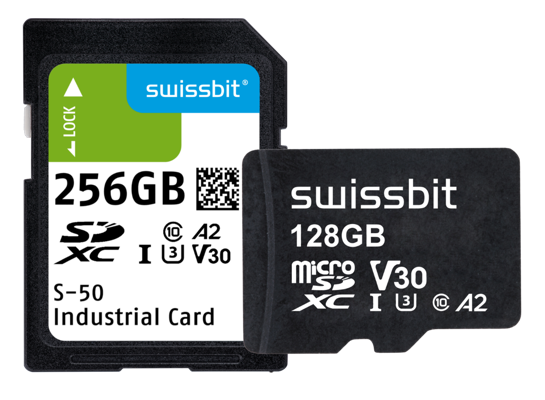 swissbit®
LOCK
256GB
SD XC I 10 U3 A2 V30
S-50
Industrial Card
swissbit
128GB
micro SD XC V30
I U3 10 A2